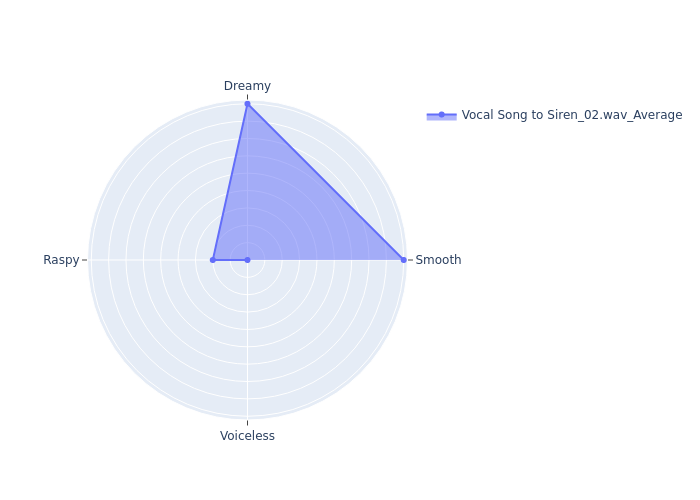 Dreamy
Vocal Song to Siren_02.wav_Average
Raspy
Smooth
Voiceless